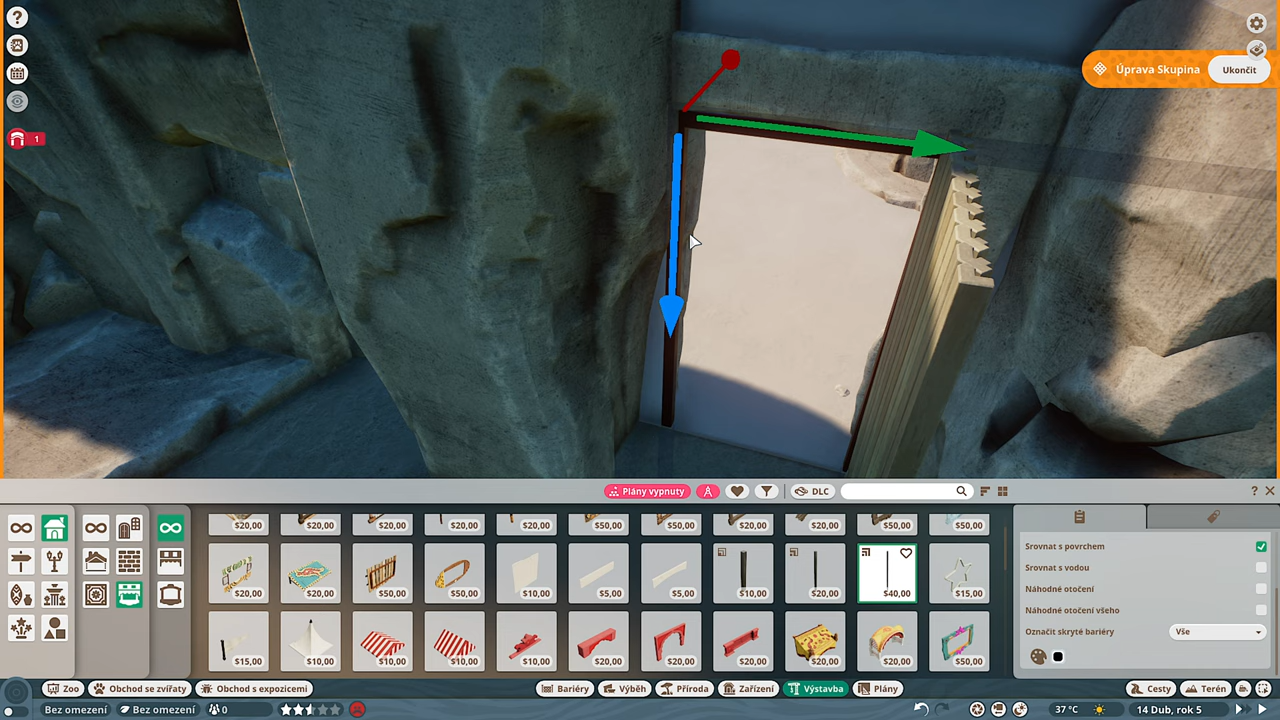 ?
Úprava Skupina
Ukončit
1
Plány vypnuty
DLC
?
$20,00
$20,00
$20,00
$20,00
$20,00
$50,00
$50,00
$20,00
$20,00
$50,00
$50,00
$20,00
$20,00
$50,00
$50,00
$10,00
$5,00
$5,00
$10,00
$20,00
$40,00
$15,00
$15,00
$10,00
$10,00
$10,00
$10,00
$20,00
$20,00
$20,00
$20,00
$20,00
$50,00
Srovnat s povrchem
Srovnat s vodou
Náhodné otočení
Náhodné otočení všeho
Označit skryté bariéry
Vše
Zoo
Obchod se zvířaty
Obchod s expozicemi
Bariéry
Výběh
Příroda
Zařízení
Výstavba
Plány
Cesty
Terén
Bez omezení
Bez omezení
0
37 °C
14 Dub, rok 5